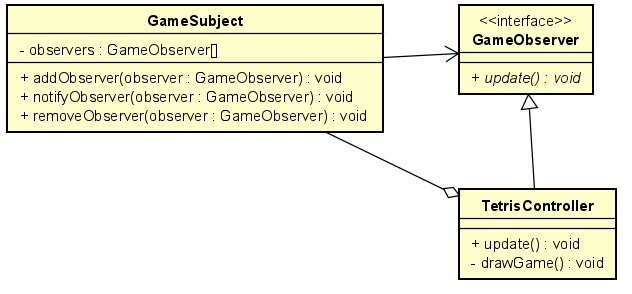 GameSubject
- observers : GameObserver[]
+ addObserver(observer : GameObserver) : void
+ notifyObserver(observer : GameObserver) : void
+ removeObserver(observer : GameObserver) : void
<<interface>>
GameObserver
+ update() : void
TetrisController
+ update() : void
- drawGame() : void